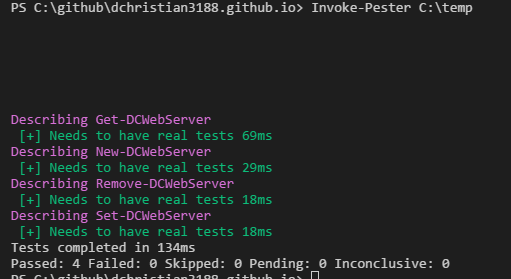 PS C:\github\dchristian3188.github.io> Invoke-Pester C:\temp
Describing Get-DCWebServer
[+] Needs to have real tests 69ms
Describing New-DCWebServer
[+] Needs to have real tests 29ms
Describing Remove-DCWebServer
[+] Needs to have real tests 18ms
Describing Set-DCWebServer
[+] Needs to have real tests 18ms
Tests completed in 134ms
Passed: 4 Failed: 0 Skipped: 0 Pending: 0 Inconclusive: 0
PS C:\github\dchristian3188.github.io>